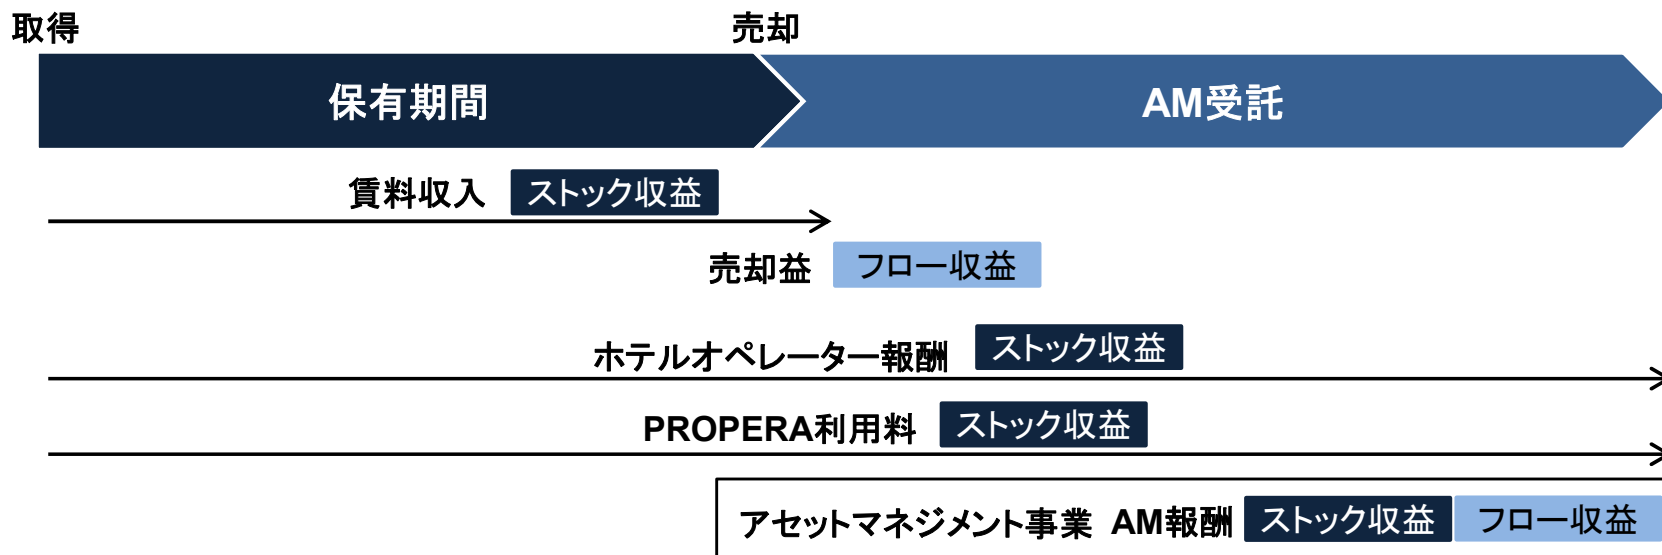 取得
売却
保有期間
AM受託
賃料収入 ストック収益
売却益 フロー収益
ホテルオペレーター報酬 ストック収益
PROPERA利用料 ストック収益
アセットマネジメント事業 AM報酬 ストック収益 フロー収益